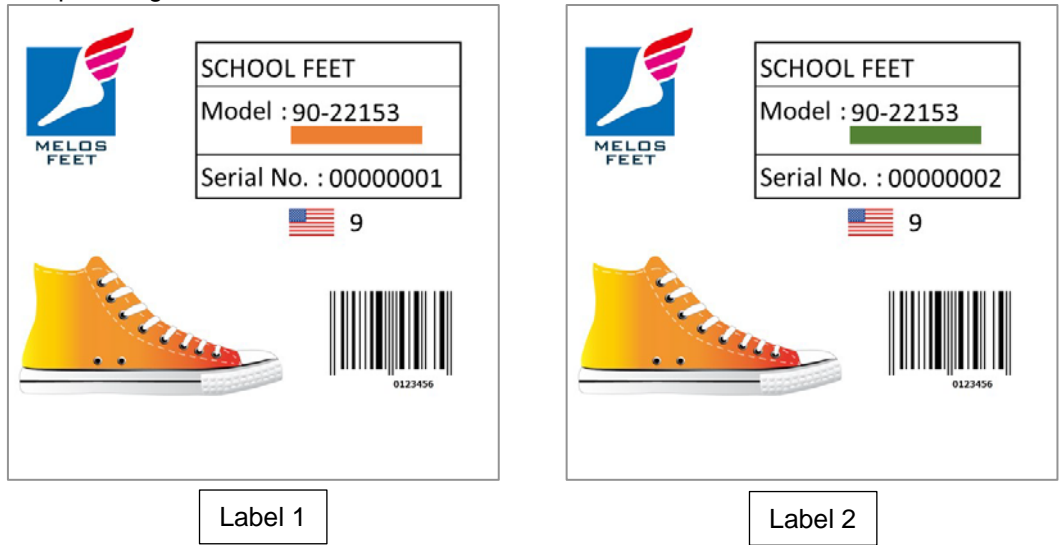 MELOS
FEET
SCHOOL FEET
Model : 90-22153
Serial No. : 00000001
9
0123456
Label 1
MELOS
FEET
SCHOOL FEET
Model : 90-22153
Serial No. : 00000002
9
0123456
Label 2